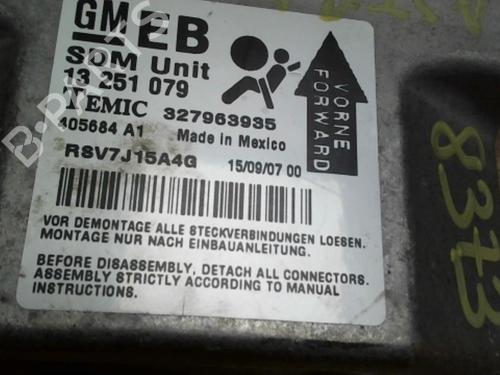 GM EB
SDM Unit
13 251 079
TEMIC 327963935
405684 A1 Made in Mexico
RSV7J15A4G 15/09/07 00
VORNE
FORWARD
VOR DEMONTAGE ALLE STECKVERBINDUNGEN LOESEN.
MONTAGE NUR NACH EINBAUANLEITUNG.
BEFORE DISASSEMBLY, DETACH ALL CONNECTORS.
ASSEMBLY STRICTLY ACCORDING TO MANUAL
INSTRUCTIONS.
8373
B-PARTS